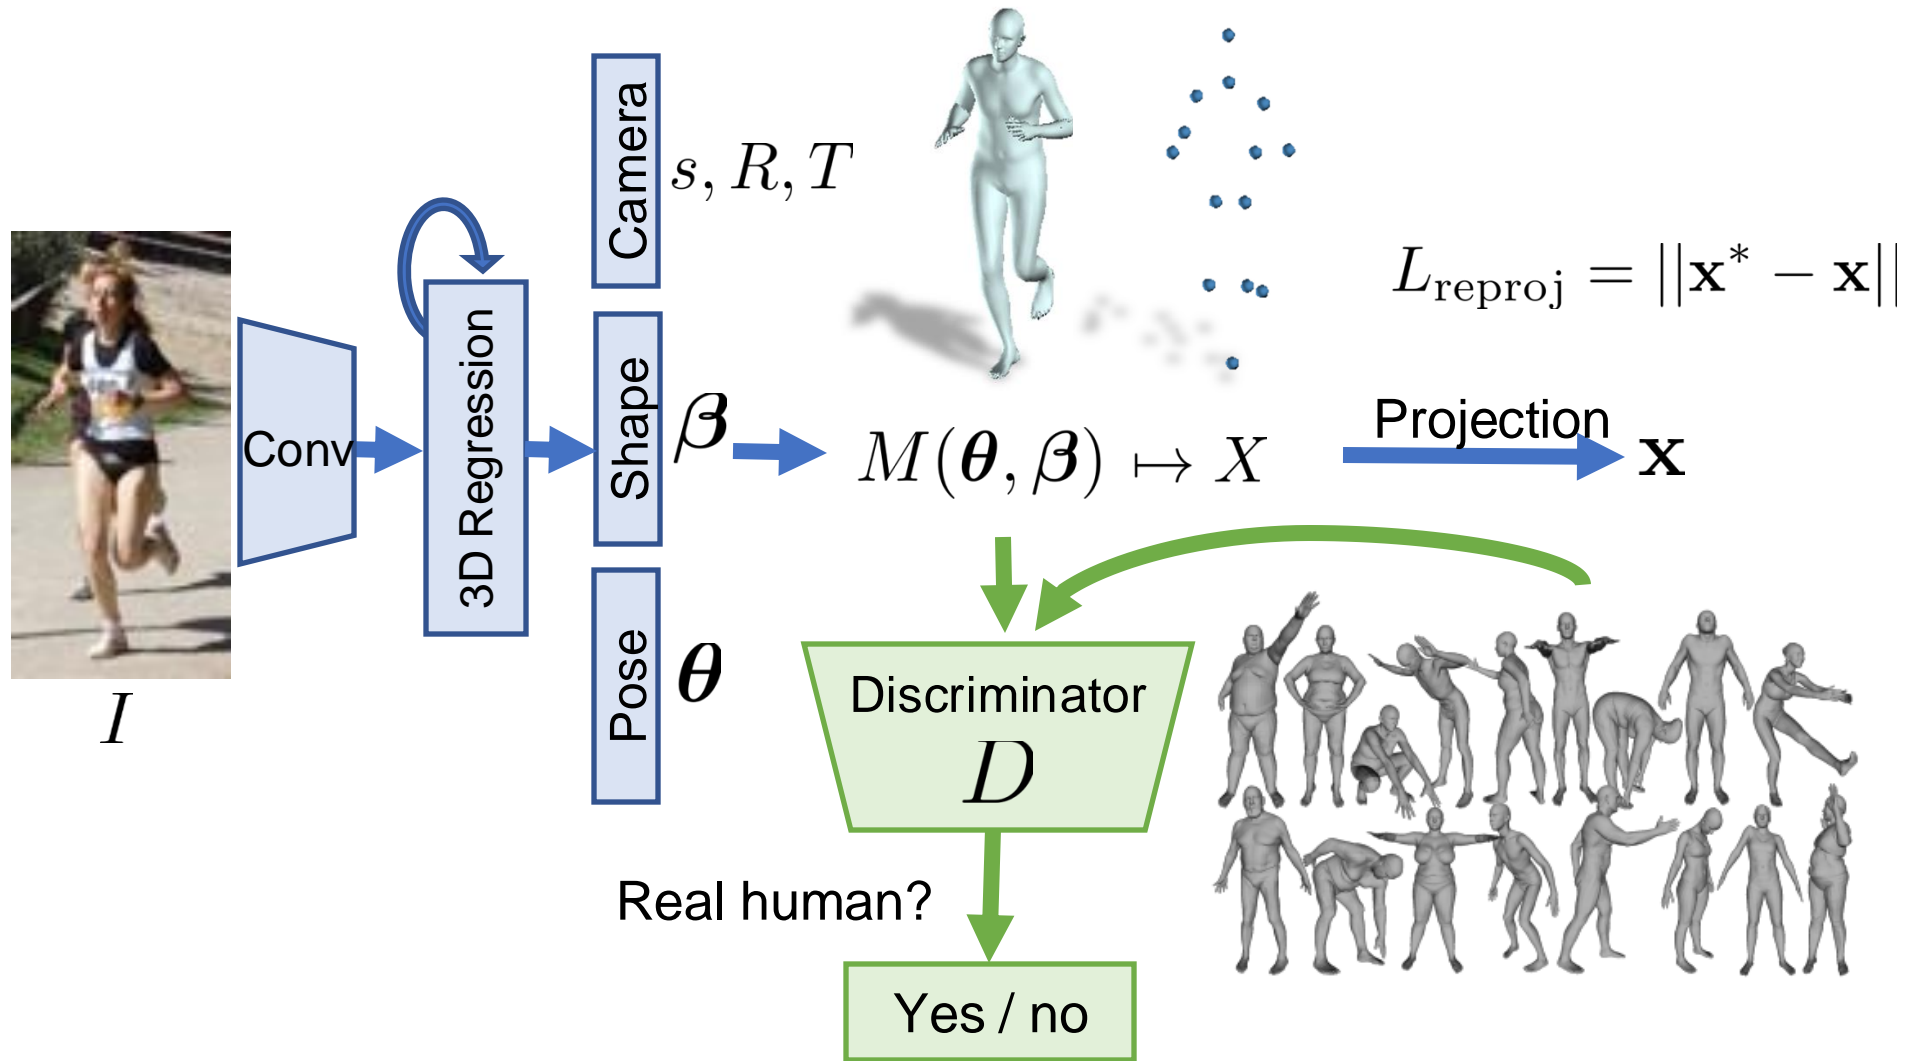 I
Conv
3D Regression
Camera
s, R, T
Shape
β
Pose
θ
M(θ, β) ↦ X
L_reproj = ||x* − x||
Projection
x
Discriminator
D
Real human?
Yes / no